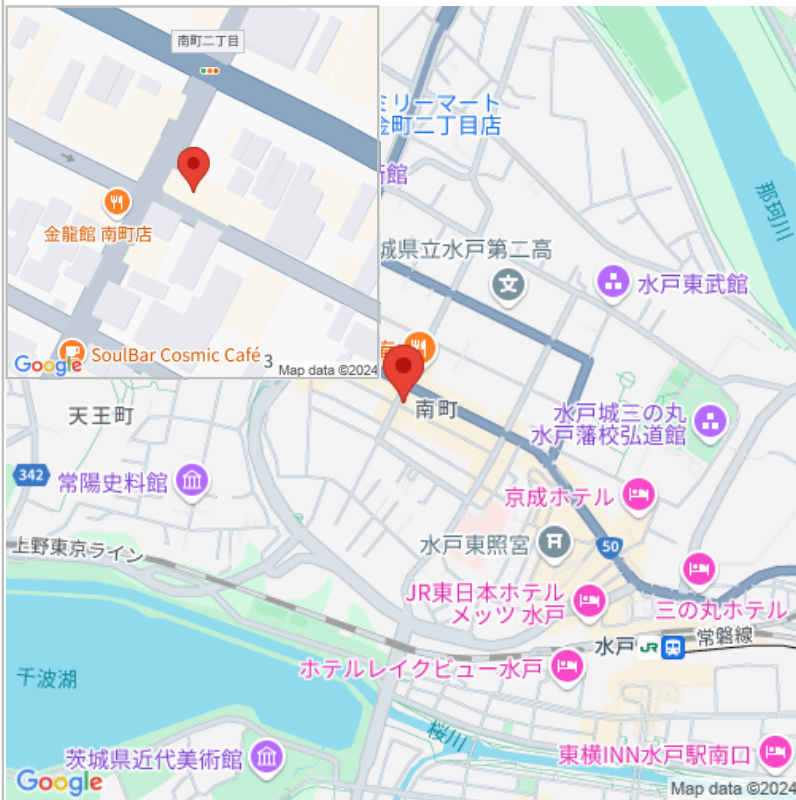 南町二丁目
金龍館 南町店
SoulBar Cosmic Café
3
Google
Map data ©2024
ミリーマート
金町二丁目店
館
那珂川
城県立水戸第二高
水戸東武館
南町
天王町
水戸城三の丸
水戸藩校弘道館
342
常陽史料館
京成ホテル
上野東京ライン
水戸東照宮
50
JR東日本ホテル
メッツ 水戸
三の丸ホテル
水戸
JR
常磐線
ホテルレイクビュー水戸
千波湖
桜川
茨城県近代美術館
東横INN水戸駅南口
Google
Map data ©2024